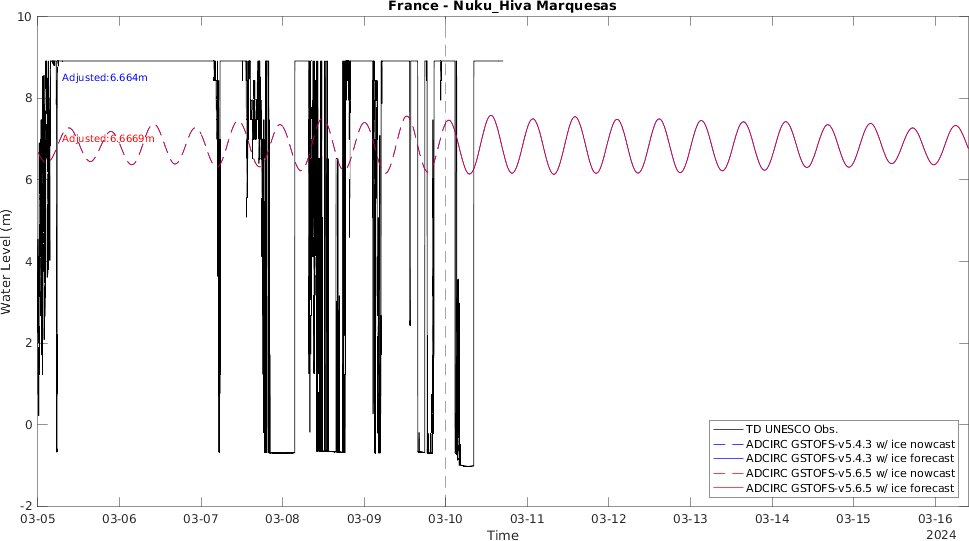 France - Nuku_Hiva Marquesas
10
8
6
4
2
0
-2
Water Level (m)
Adjusted:6.664m
Adjusted:6.6669m
TD UNESCO Obs.
ADCIRC GSTOFS-v5.4.3 w/ ice nowcast
ADCIRC GSTOFS-v5.4.3 w/ ice forecast
ADCIRC GSTOFS-v5.6.5 w/ ice nowcast
ADCIRC GSTOFS-v5.6.5 w/ ice forecast
03-05 03-06 03-07 03-08 03-09 03-10 03-11 03-12 03-13 03-14 03-15 03-16
2024
Time